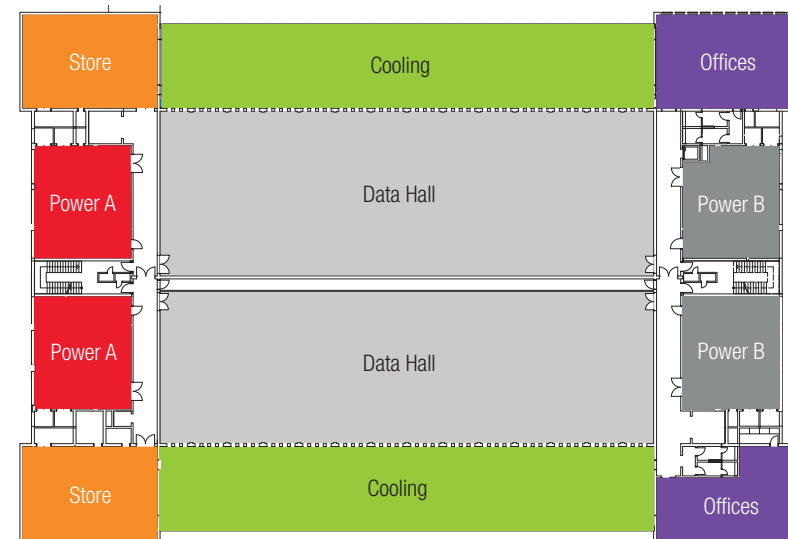 Store
Cooling
Offices
Power A
Data Hall
Power B
Power A
Data Hall
Power B
Store
Cooling
Offices